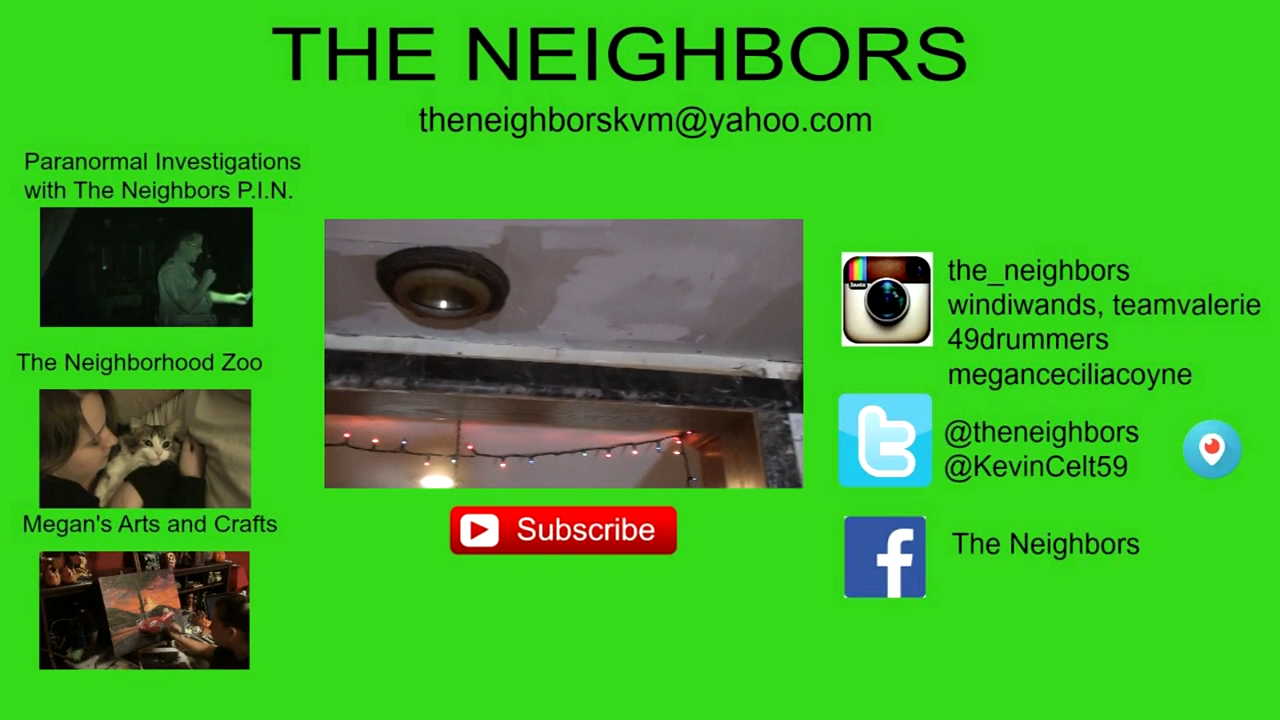 THE NEIGHBORS
theneighborskvm@yahoo.com
Paranormal Investigations
with The Neighbors P.I.N.
The Neighborhood Zoo
Megan's Arts and Crafts
Subscribe
Insta
the_neighbors
windiwands, teamvalerie
49drummers
meganceciliacoyne
@theneighbors
@KevinCelt59
The Neighbors